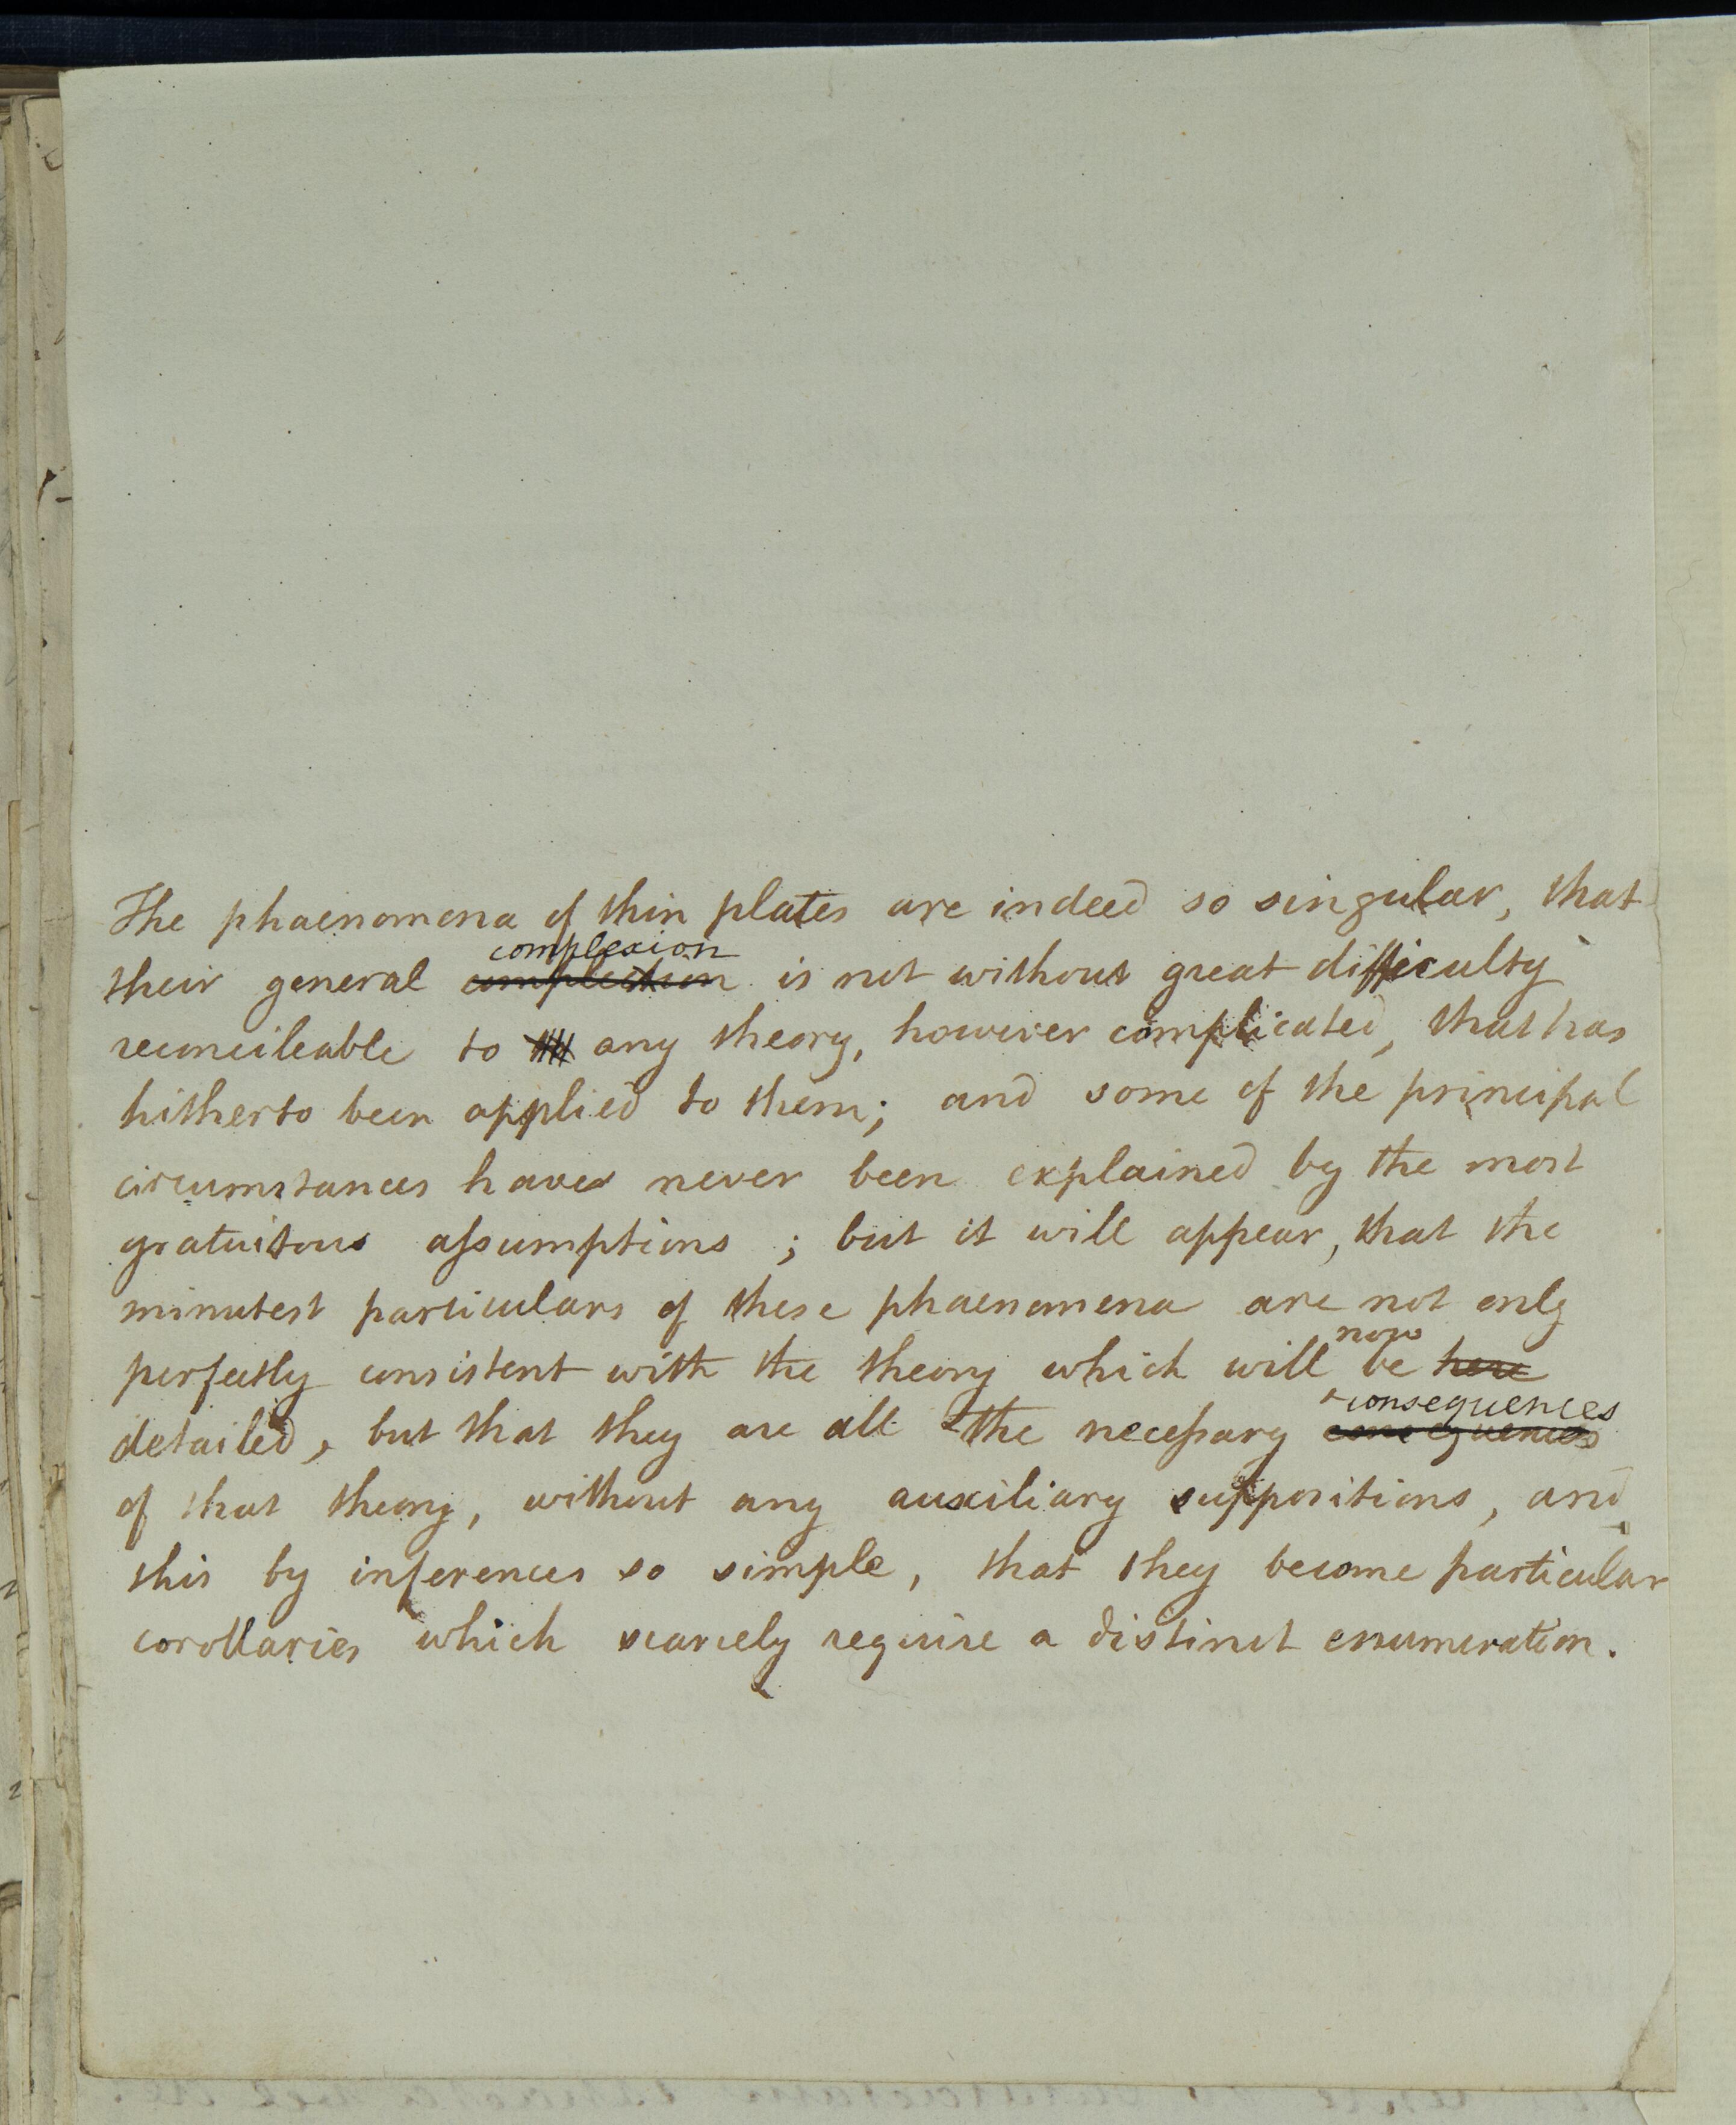 The phaenomena of thin plates are indeed so singular, that
complexion
their general complection is not without great difficulty
reconcileable to any theory, however complicated, that has
hitherto been applied to them; and some of the principal
circumstances have never been explained by the most
gratuitous assumptions; but it will appear, that the
minutest particulars of these phaenomena are not only
now
perfectly consistent with the theory which will be here
consequences
detailed, but that they are all the necessary consequences
of that theory, without any auxiliary suppositions, and
this by inferences so simple, that they become particular
corollaries which scarcely require a distinct enumeration.